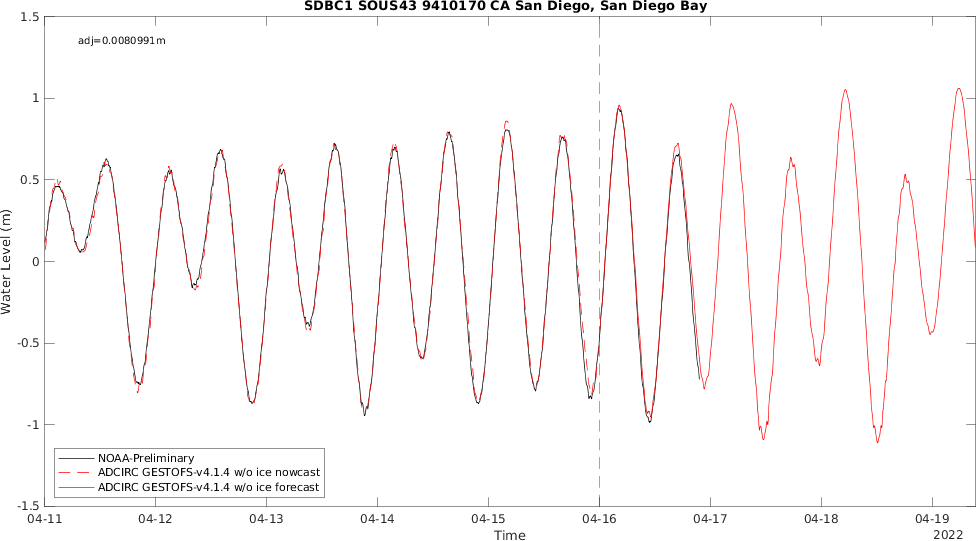 SDBC1 SOUS43 9410170 CA San Diego, San Diego Bay
adj=0.0080991m
1.5
1
0.5
0
-0.5
-1
-1.5
Water Level (m)
NOAA-Preliminary
ADCIRC GESTOFS-v4.1.4 w/o ice nowcast
ADCIRC GESTOFS-v4.1.4 w/o ice forecast
04-11 04-12 04-13 04-14 04-15 04-16 04-17 04-18 04-19
Time
2022